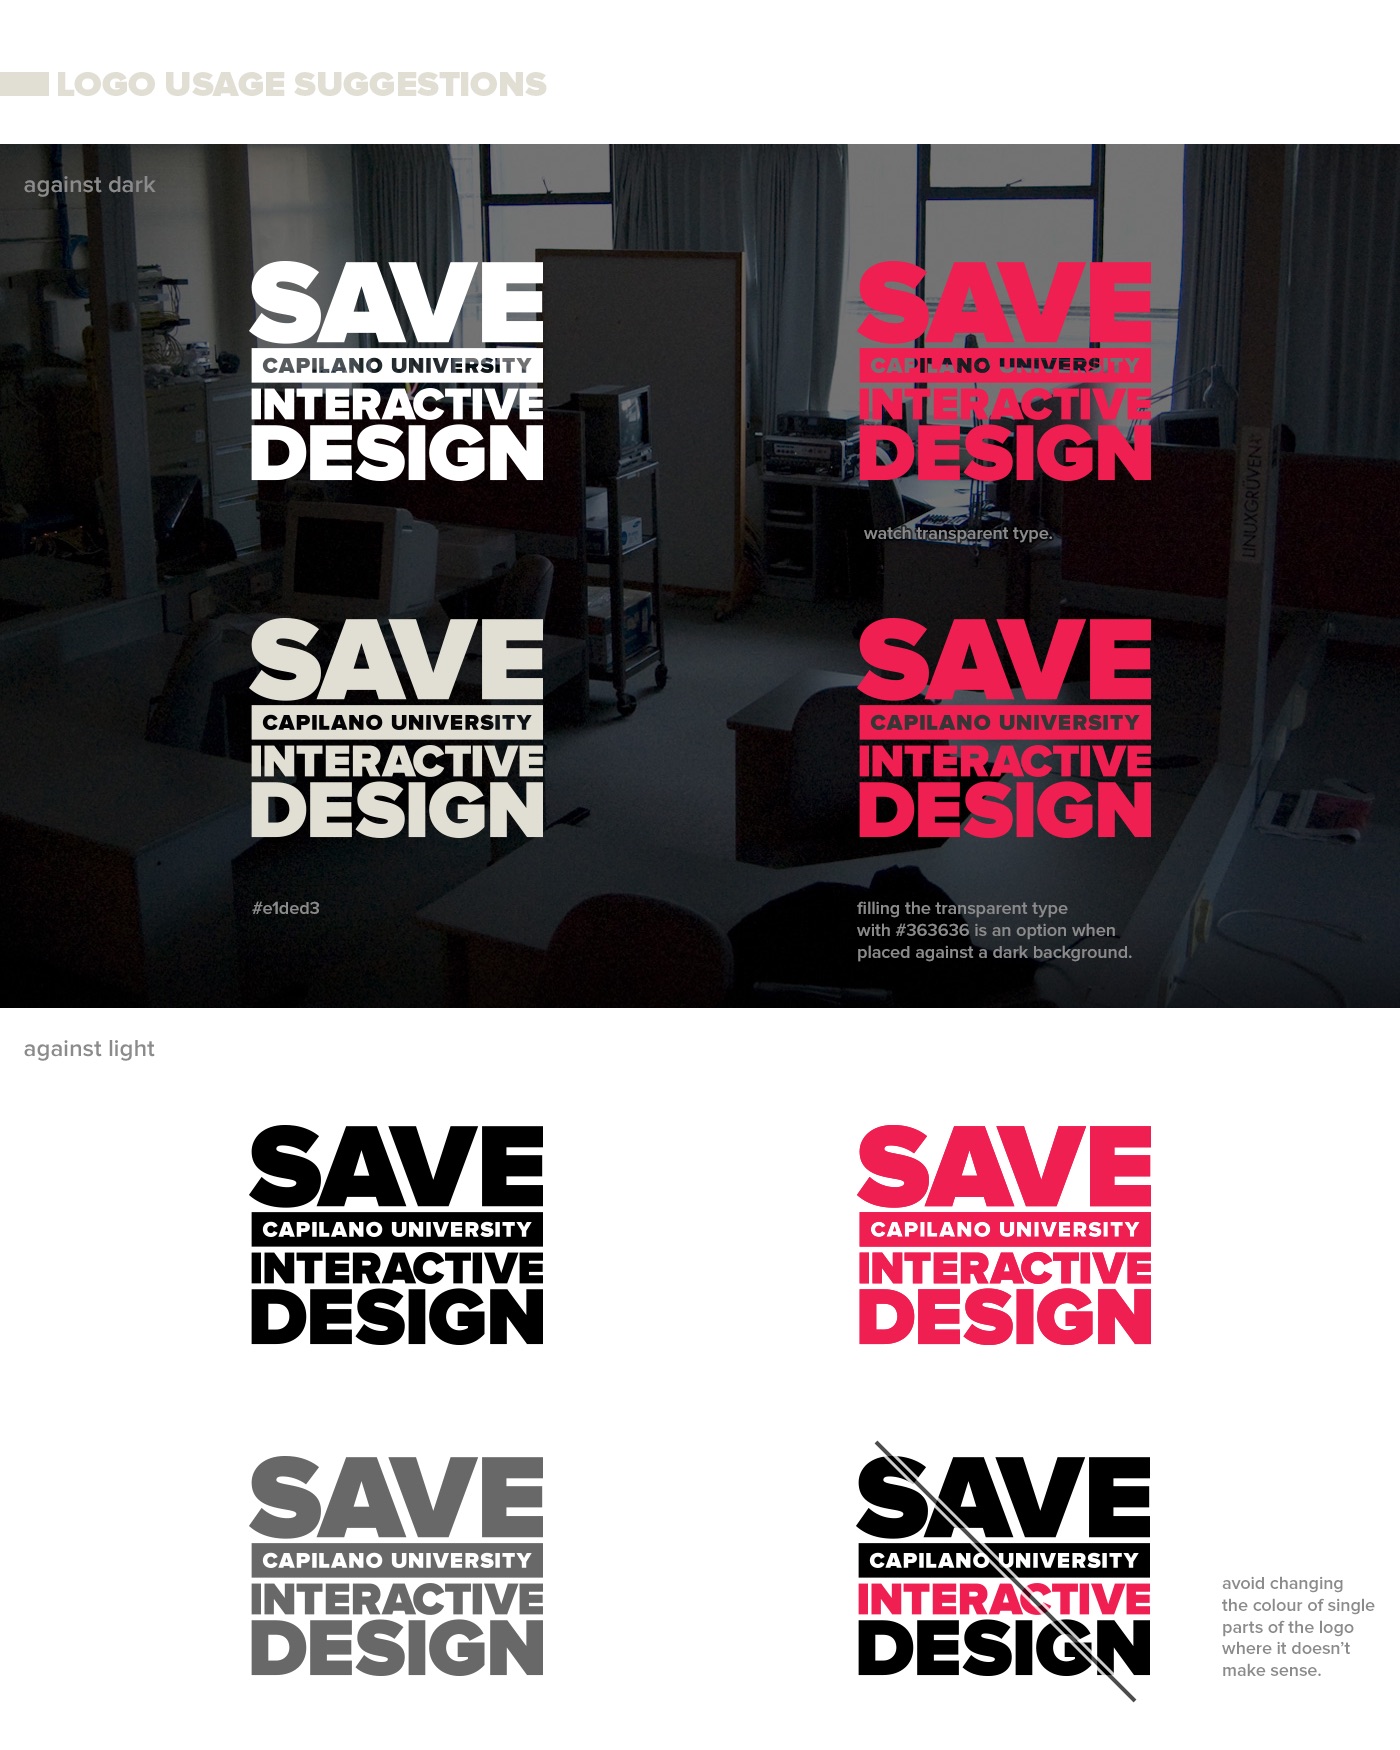 LOGO USAGE SUGGESTIONS
against dark
SAVE
CAPILANO UNIVERSITY
INTERACTIVE
DESIGN
SAVE
CAPILANO UNIVERSITY
INTERACTIVE
DESIGN
LINUXGRÜVEN
watch transparent type.
SAVE
CAPILANO UNIVERSITY
INTERACTIVE
DESIGN
#e1ded3
SAVE
CAPILANO UNIVERSITY
INTERACTIVE
DESIGN
filling the transparent type
with #363636 is an option when
placed against a dark background.
against light
SAVE
CAPILANO UNIVERSITY
INTERACTIVE
DESIGN
SAVE
CAPILANO UNIVERSITY
INTERACTIVE
DESIGN
SAVE
CAPILANO UNIVERSITY
INTERACTIVE
DESIGN
SAVE
CAPILANO UNIVERSITY
INTERACTIVE
DESIGN
avoid changing
the colour of single
parts of the logo
where it doesn't
make sense.